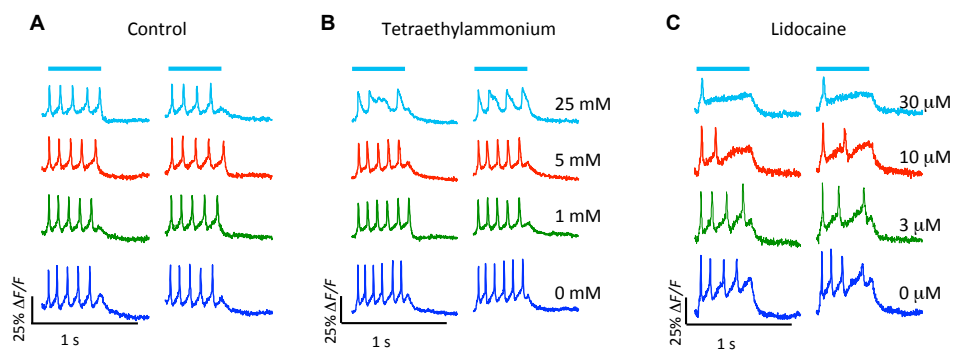 A
Control
B
Tetraethylammonium
C
Lidocaine
25 mM
5 mM
1 mM
0 mM
30 μM
10 μM
3 μM
0 μM
25% ΔF/F
1 s
25% ΔF/F
1 s
25% ΔF/F
1 s